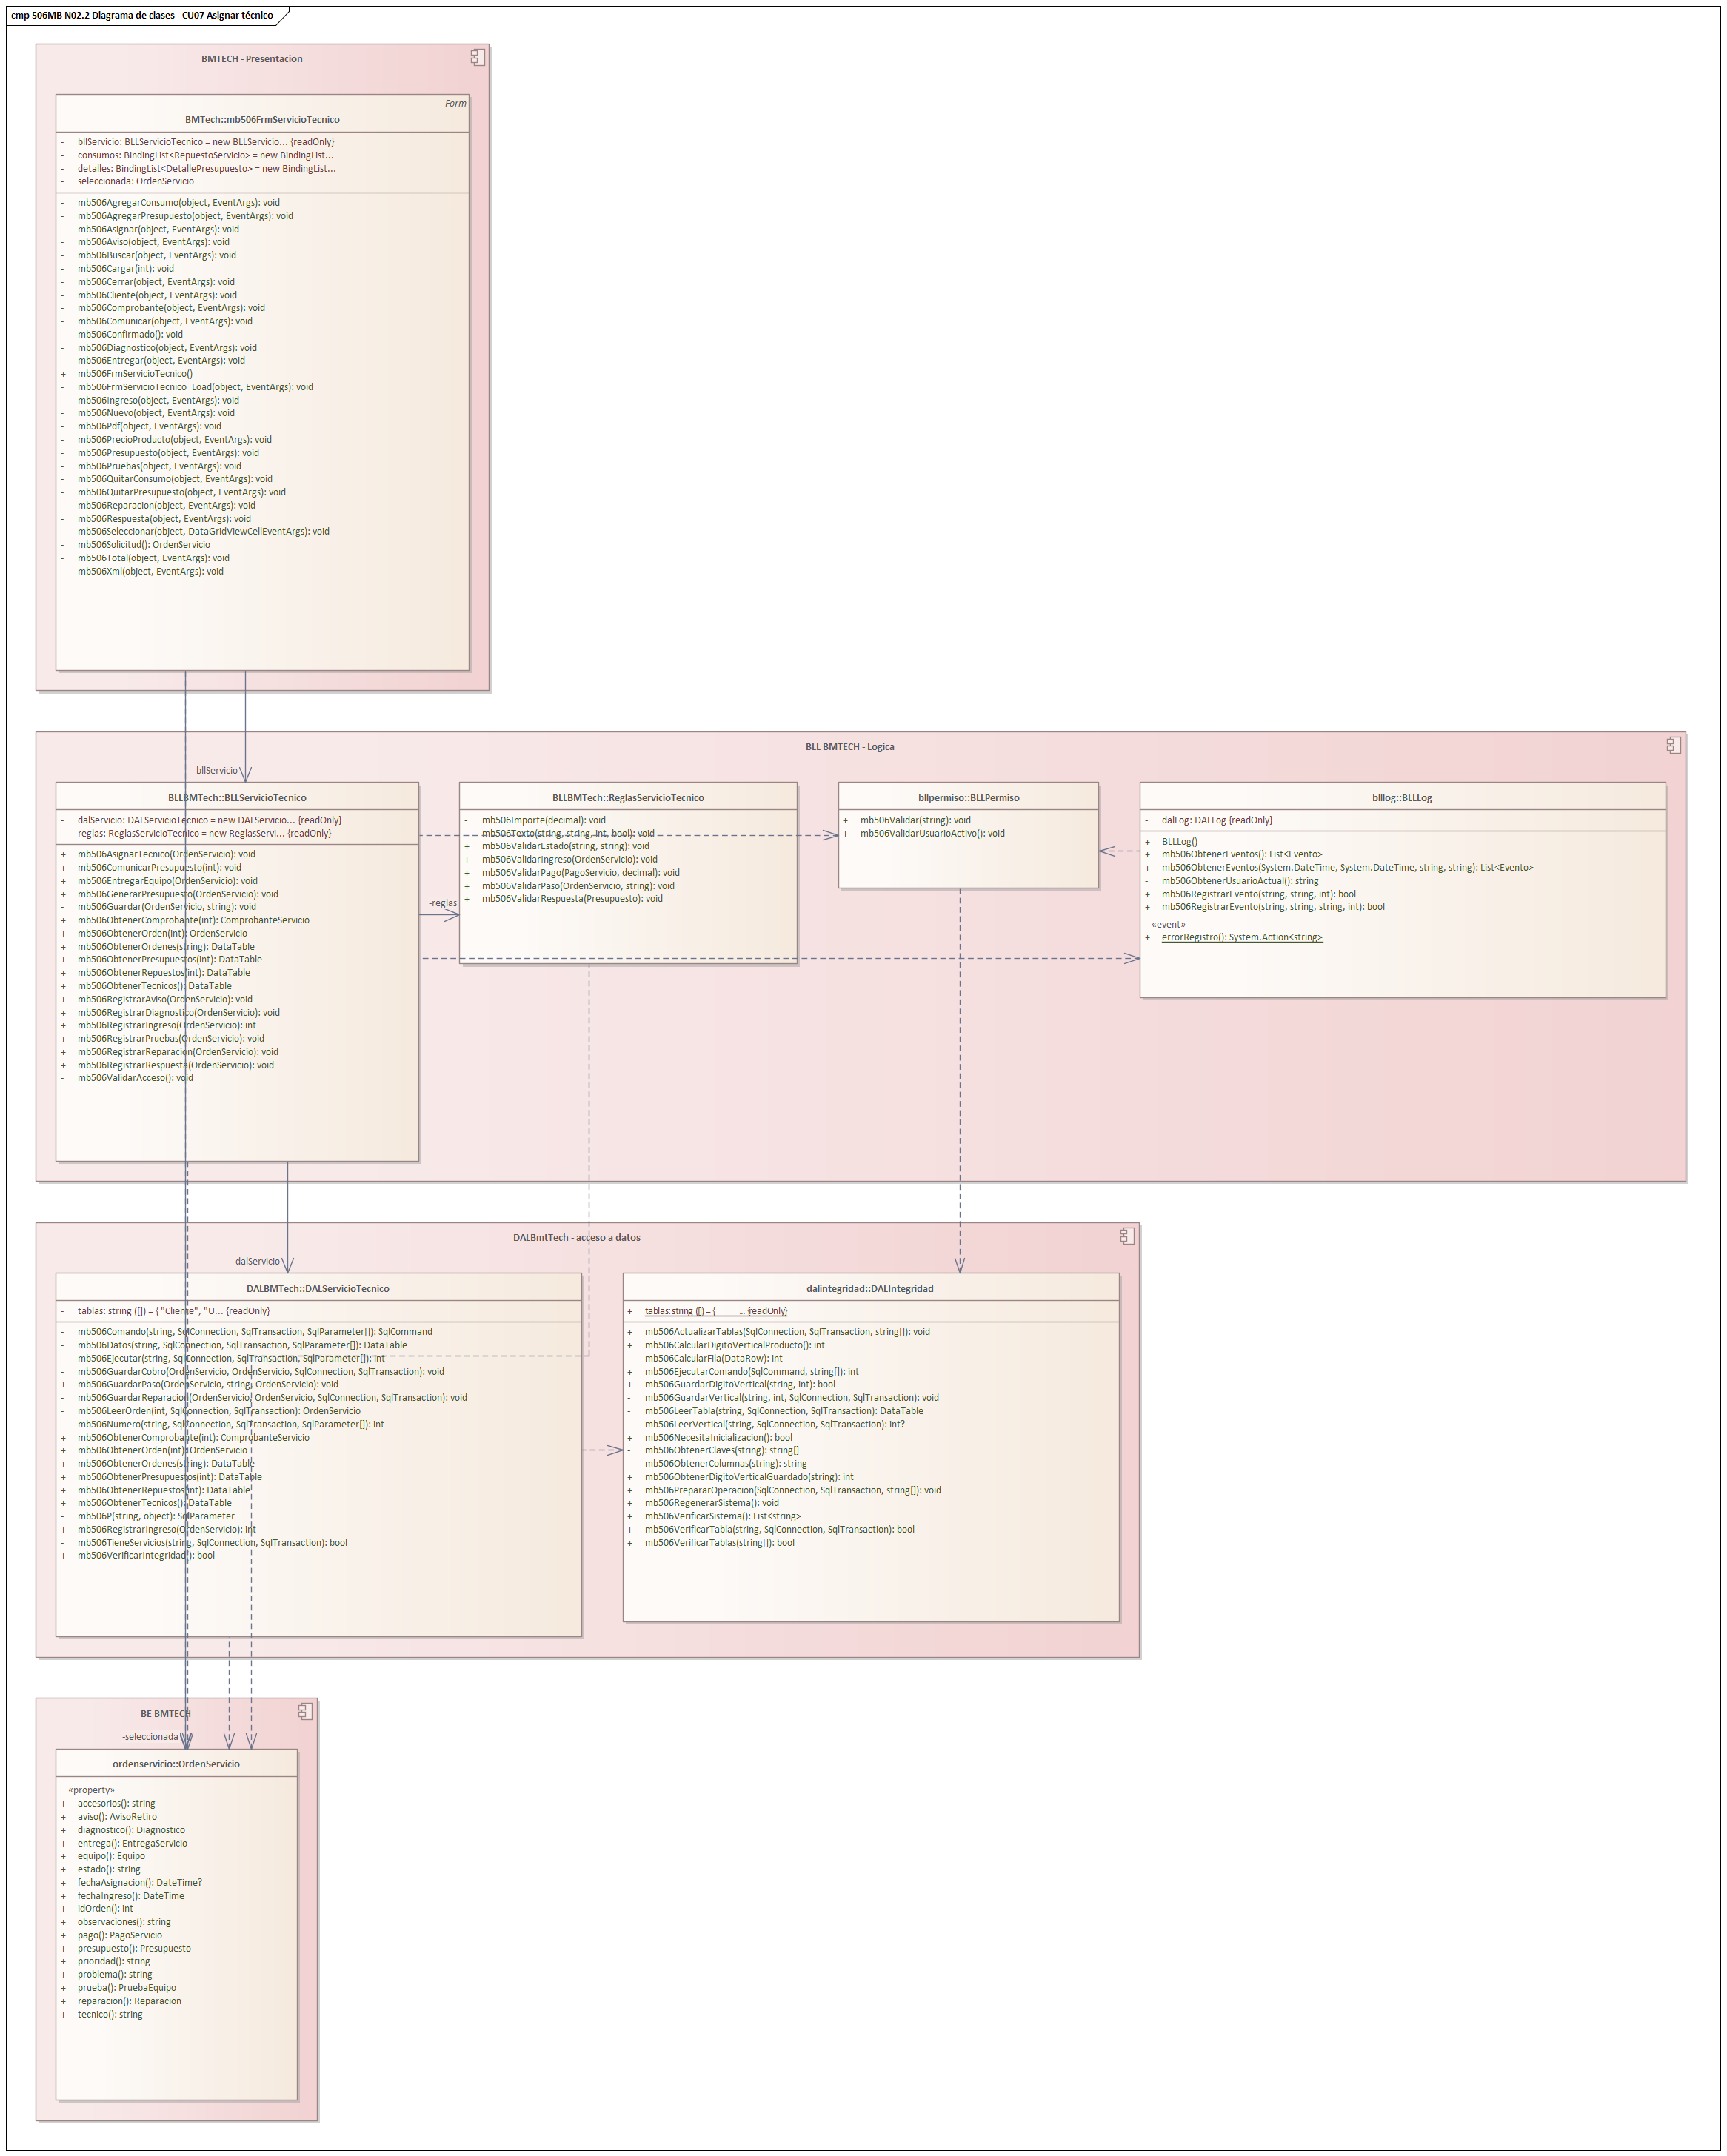 cmp 506MB N02.2 Diagrama de clases - CU07 Asignar técnico
BMTECH - Presentacion
Form
BMTech::mb506FrmServicioTecnico
- bllServicio: BLLServicioTecnico = new BLLServicio... {readOnly}
- consumos: BindingList<RepuestoServicio> = new BindingList...
- detalles: BindingList<DetallePresupuesto> = new BindingList...
- seleccionada: OrdenServicio
- mb506AgregarConsumo(object, EventArgs): void
- mb506AgregarPresupuesto(object, EventArgs): void
- mb506Asignar(object, EventArgs): void
- mb506Aviso(object, EventArgs): void
- mb506Buscar(object, EventArgs): void
- mb506Cargar(int): void
- mb506Cerrar(object, EventArgs): void
- mb506Cliente(object, EventArgs): void
- mb506Comprobante(object, EventArgs): void
- mb506Comunicar(object, EventArgs): void
- mb506Confirmado(): void
- mb506Diagnostico(object, EventArgs): void
- mb506Entregar(object, EventArgs): void
+ mb506FrmServicioTecnico()
- mb506FrmServicioTecnico_Load(object, EventArgs): void
- mb506Ingreso(object, EventArgs): void
- mb506Nuevo(object, EventArgs): void
- mb506Pdf(object, EventArgs): void
- mb506PrecioProducto(object, EventArgs): void
- mb506Presupuesto(object, EventArgs): void
- mb506Pruebas(object, EventArgs): void
- mb506QuitarConsumo(object, EventArgs): void
- mb506QuitarPresupuesto(object, EventArgs): void
- mb506Reparacion(object, EventArgs): void
- mb506Respuesta(object, EventArgs): void
- mb506Seleccionar(object, DataGridViewCellEventArgs): void
- mb506Solicitud(): OrdenServicio
- mb506Total(object, EventArgs): void
- mb506Xml(object, EventArgs): void
BLL BMTECH - Logica
-bllServicio
BLLBMTech::BLLServicioTecnico
- dalServicio: DALServicioTecnico = new DALServicio... {readOnly}
- reglas: ReglasServicioTecnico = new ReglasServi... {readOnly}
+ mb506AsignarTecnico(OrdenServicio): void
+ mb506ComunicarPresupuesto(int): void
+ mb506EntregarEquipo(OrdenServicio): void
+ mb506GenerarPresupuesto(OrdenServicio): void
- mb506Guardar(OrdenServicio, string): void
+ mb506ObtenerComprobante(int): ComprobanteServicio
+ mb506ObtenerOrden(int): OrdenServicio
+ mb506ObtenerOrdenes(string): DataTable
+ mb506ObtenerPresupuestos(int): DataTable
+ mb506ObtenerRepuestos(int): DataTable
+ mb506ObtenerTecnicos(): DataTable
+ mb506RegistrarAviso(OrdenServicio): void
+ mb506RegistrarDiagnostico(OrdenServicio): void
+ mb506RegistrarIngreso(OrdenServicio): int
+ mb506RegistrarPruebas(OrdenServicio): void
+ mb506RegistrarReparacion(OrdenServicio): void
+ mb506RegistrarRespuesta(OrdenServicio): void
- mb506ValidarAcceso(): void
-reglas
BLLBMTech::ReglasServicioTecnico
- mb506Importe(decimal): void
- mb506Texto(string, string, int, bool): void
+ mb506ValidarEstado(string, string): void
+ mb506ValidarIngreso(OrdenServicio): void
+ mb506ValidarPago(PagoServicio, decimal): void
+ mb506ValidarPaso(OrdenServicio, string): void
+ mb506ValidarRespuesta(Presupuesto): void
bllpermiso::BLLPermiso
+ mb506Validar(string): void
+ mb506ValidarUsuarioActivo(): void
blllog::BLLLog
- dalLog: DALLog {readOnly}
+ BLLLog()
+ mb506ObtenerEventos(): List<Evento>
+ mb506ObtenerEventos(System.DateTime, System.DateTime, string, string): List<Evento>
- mb506ObtenerUsuarioActual(): string
+ mb506RegistrarEvento(string, string, int): bool
+ mb506RegistrarEvento(string, string, string, int): bool
«event»
+ errorRegistro(): System.Action<string>
DALBmtTech - acceso a datos
-dalServicio
DALBMTech::DALServicioTecnico
- tablas: string ([]) = { "Cliente", "U... {readOnly}
- mb506Comando(string, SqlConnection, SqlTransaction, SqlParameter[]): SqlCommand
- mb506Datos(string, SqlConnection, SqlTransaction, SqlParameter[]): DataTable
- mb506Ejecutar(string, SqlConnection, SqlTransaction, SqlParameter[]): int
- mb506GuardarCobro(OrdenServicio, OrdenServicio, SqlConnection, SqlTransaction): void
+ mb506GuardarPaso(OrdenServicio, string, OrdenServicio): void
- mb506GuardarReparacion(OrdenServicio, OrdenServicio, SqlConnection, SqlTransaction): void
- mb506LeerOrden(int, SqlConnection, SqlTransaction): OrdenServicio
- mb506Numero(string, SqlConnection, SqlTransaction, SqlParameter[]): int
+ mb506ObtenerComprobante(int): ComprobanteServicio
+ mb506ObtenerOrden(int): OrdenServicio
+ mb506ObtenerOrdenes(string): DataTable
+ mb506ObtenerPresupuestos(int): DataTable
+ mb506ObtenerRepuestos(int): DataTable
+ mb506ObtenerTecnicos(): DataTable
- mb506P(string, object): SqlParameter
+ mb506RegistrarIngreso(OrdenServicio): int
- mb506TieneServicios(string, SqlConnection, SqlTransaction): bool
+ mb506VerificarIntegridad(): bool
dalintegridad::DALIntegridad
+ tablas: string ([]) = { ... {readOnly}
+ mb506ActualizarTablas(SqlConnection, SqlTransaction, string[]): void
+ mb506CalcularDigitoVerticalProducto(): int
- mb506CalcularFila(DataRow): int
+ mb506EjecutarComando(SqlCommand, string[]): int
+ mb506GuardarDigitoVertical(string, int): bool
- mb506GuardarVertical(string, int, SqlConnection, SqlTransaction): void
- mb506LeerTabla(string, SqlConnection, SqlTransaction): DataTable
- mb506LeerVertical(string, SqlConnection, SqlTransaction): int?
+ mb506NecesitaInicializacion(): bool
- mb506ObtenerClaves(string): string[]
- mb506ObtenerColumnas(string): string
+ mb506ObtenerDigitoVerticalGuardado(string): int
+ mb506PrepararOperacion(SqlConnection, SqlTransaction, string[]): void
+ mb506RegenerarSistema(): void
+ mb506VerificarSistema(): List<string>
+ mb506VerificarTabla(string, SqlConnection, SqlTransaction): bool
+ mb506VerificarTablas(string[]): bool
BE BMTECH
-seleccionada
ordenservicio::OrdenServicio
«property»
+ accesorios(): string
+ aviso(): AvisoRetiro
+ diagnostico(): Diagnostico
+ entrega(): EntregaServicio
+ equipo(): Equipo
+ estado(): string
+ fechaAsignacion(): DateTime?
+ fechaIngreso(): DateTime
+ idOrden(): int
+ observaciones(): string
+ pago(): PagoServicio
+ presupuesto(): Presupuesto
+ prioridad(): string
+ problema(): string
+ prueba(): PruebaEquipo
+ reparacion(): Reparacion
+ tecnico(): string